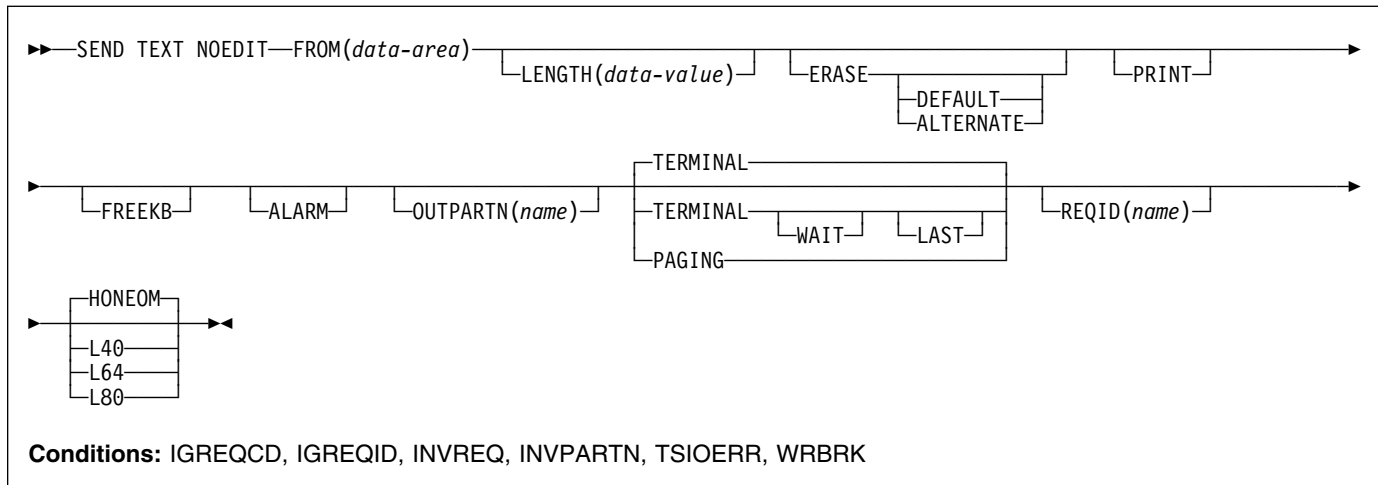 SEND TEXT NOEDIT FROM(data-area)
LENGTH(data-value) ERASE PRINT
DEFAULT
ALTERNATE
TERMINAL
FREEKB ALARM OUTPARTN(name) TERMINAL REQID(name)
WAIT LAST
PAGING
HONEOM
L40
L64
L80
Conditions: IGREQCD, IGREQID, INVREQ, INVPARTN, TSIOERR, WRBRK